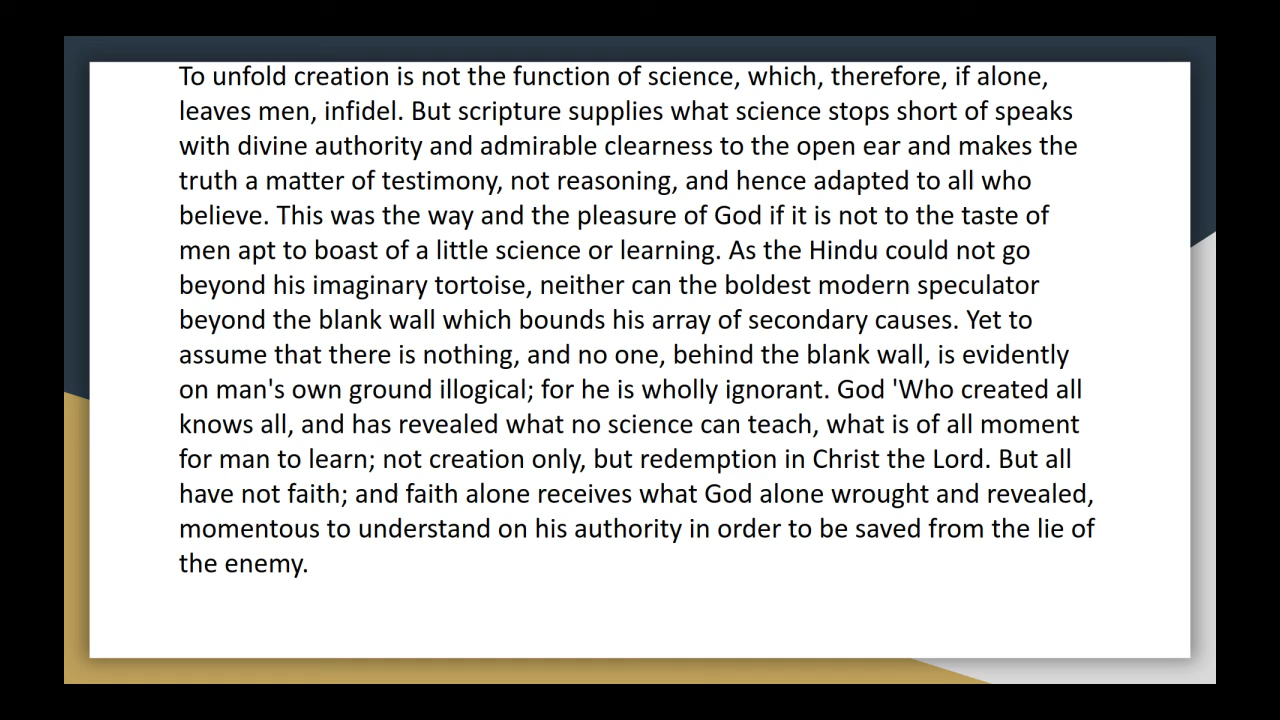 To unfold creation is not the function of science, which, therefore, if alone,
leaves men, infidel. But scripture supplies what science stops short of speaks
with divine authority and admirable clearness to the open ear and makes the
truth a matter of testimony, not reasoning, and hence adapted to all who
believe. This was the way and the pleasure of God if it is not to the taste of
men apt to boast of a little science or learning. As the Hindu could not go
beyond his imaginary tortoise, neither can the boldest modern speculator
beyond the blank wall which bounds his array of secondary causes. Yet to
assume that there is nothing, and no one, behind the blank wall, is evidently
on man's own ground illogical; for he is wholly ignorant. God 'Who created all
knows all, and has revealed what no science can teach, what is of all moment
for man to learn; not creation only, but redemption in Christ the Lord. But all
have not faith; and faith alone receives what God alone wrought and revealed,
momentous to understand on his authority in order to be saved from the lie of
the enemy.